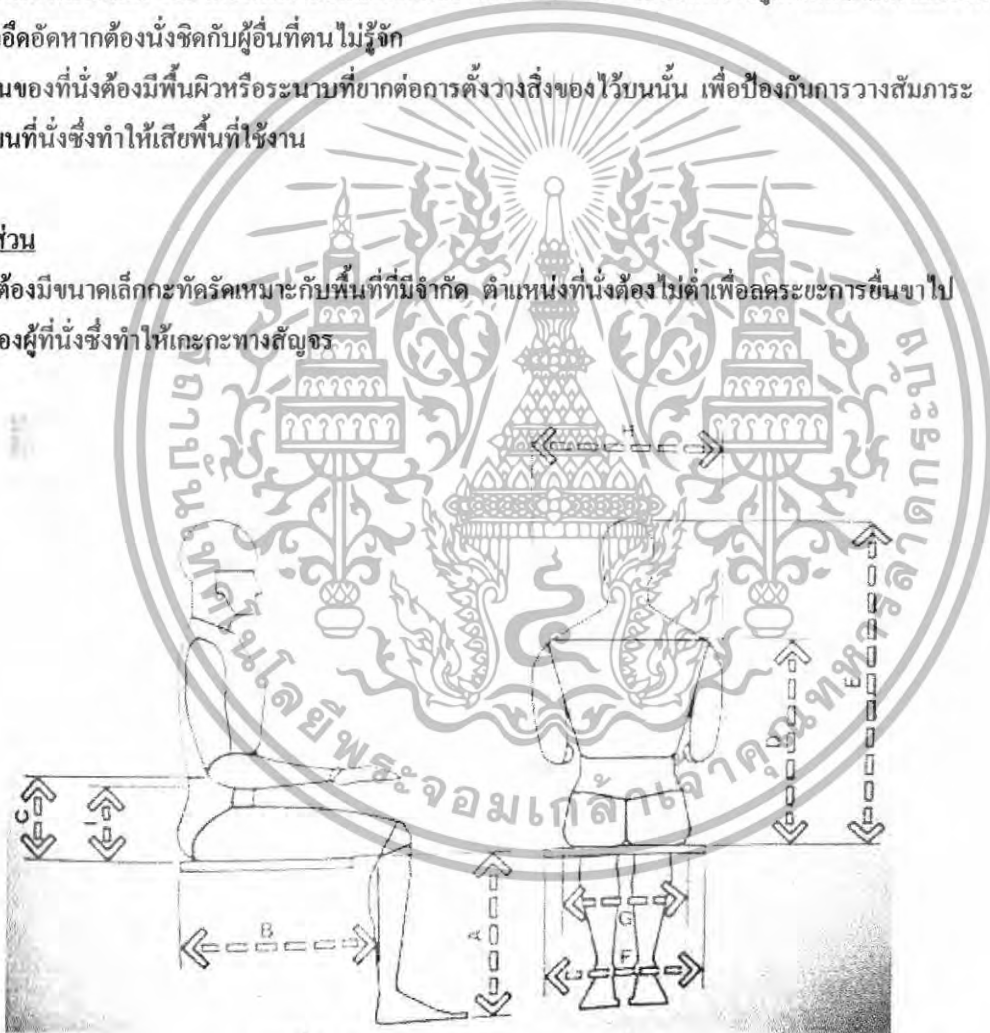 อึดอัดหากต้องนั่งชิดกับผู้อื่นที่ตนไม่รู้จัก
นของที่นั่งต้องมีพื้นผิวหรือระนาบที่ยากต่อการตั้งวางสิ่งของไว้บนนั้น เพื่อป้องกันการวางสัมภาระ
บนที่นั่งซึ่งทำให้เสียพื้นที่ใช้งาน
ส่วน
ต้องมีขนาดเล็กกะทัดรัดเหมาะกับพื้นที่ที่มีจำกัด ตำแหน่งที่นั่งต้องไม่ต่ำเพื่อลดระยะการยื่นขาไป
องผู้ที่นั่งซึ่งทำให้เกะกะทางสัญจร
สถาบันเทคโนโลยีพระจอมเกล้าเจ้าคุณทหารลาดกระบัง
H
E
D
C
I
B
A
G
F